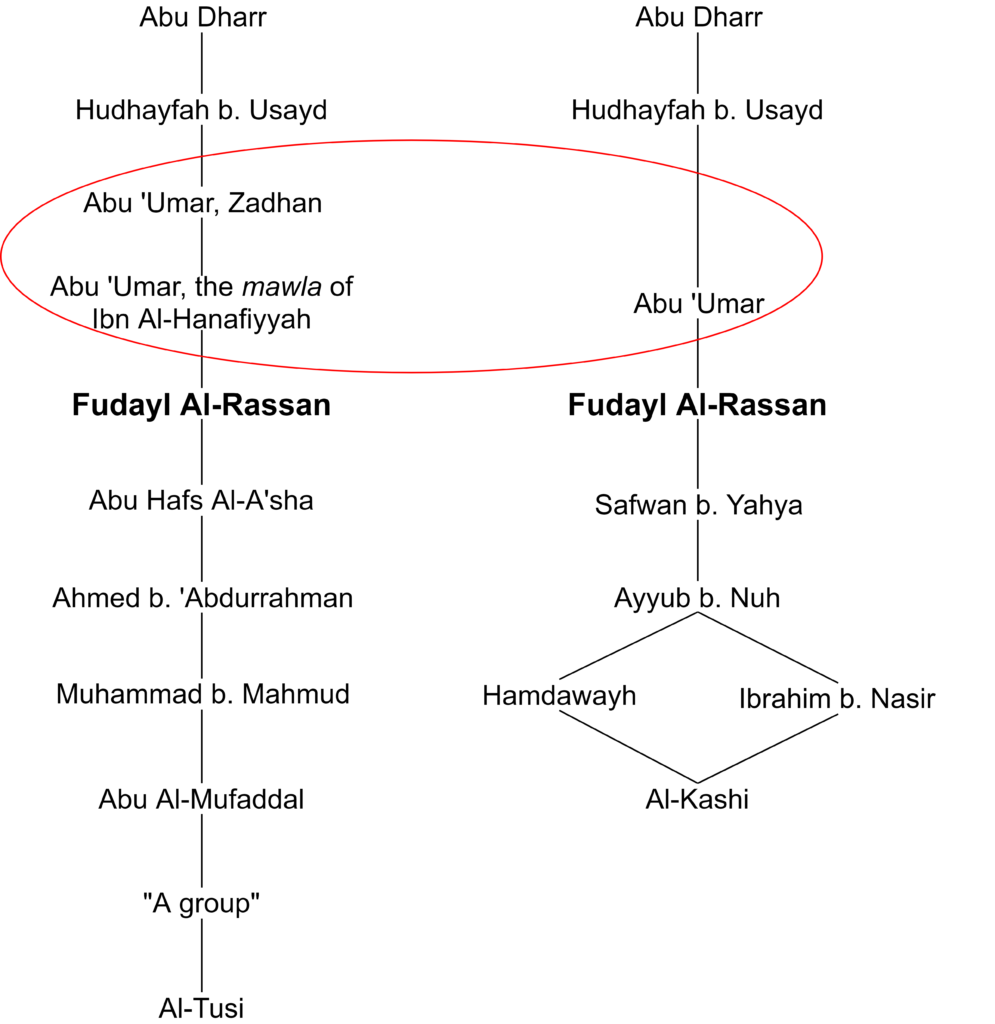 Abu Dharr
Hudhayfah b. Usayd
Abu 'Umar, Zadhan
Abu 'Umar, the mawla of
Ibn Al-Hanafiyyah
Fudayl Al-Rassan
Abu Hafs Al-A'sha
Ahmed b. 'Abdurrahman
Muhammad b. Mahmud
Abu Al-Mufaddal
"A group"
Al-Tusi
Abu Dharr
Hudhayfah b. Usayd
Abu 'Umar
Fudayl Al-Rassan
Safwan b. Yahya
Ayyub b. Nuh
Hamdawayh
Ibrahim b. Nasir
Al-Kashi